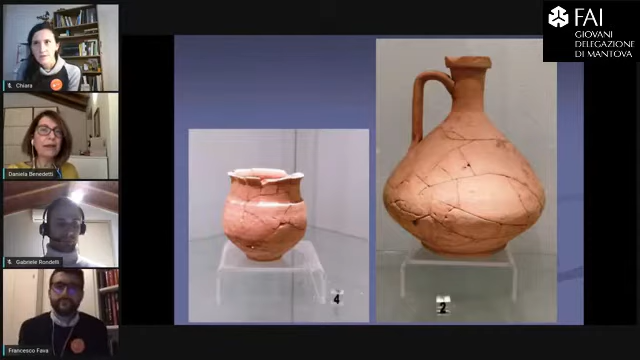 FAI
GIOVANI
DELEGAZIONE
DI MANTOVA
Chiara
Daniela Benedetti
Gabriele Rondelli
Francesco Fava
4
2